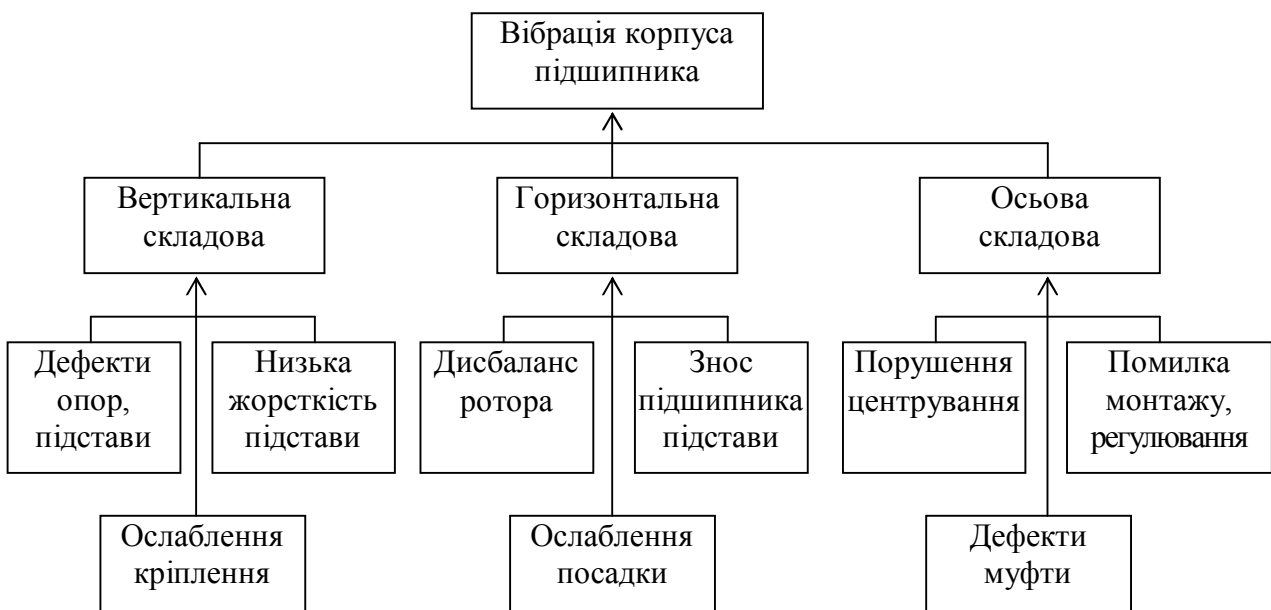 Вібрація корпуса
підшипника
Вертикальна
складова
Горизонтальна
складова
Осьова
складова
Дефекти
опор,
підстави
Низька
жорсткість
підстави
Дисбаланс
ротора
Знос
підшипника
підстави
Порушення
центрування
Помилка
монтажу,
регулювання
Ослаблення
кріплення
Ослаблення
посадки
Дефекти
муфти